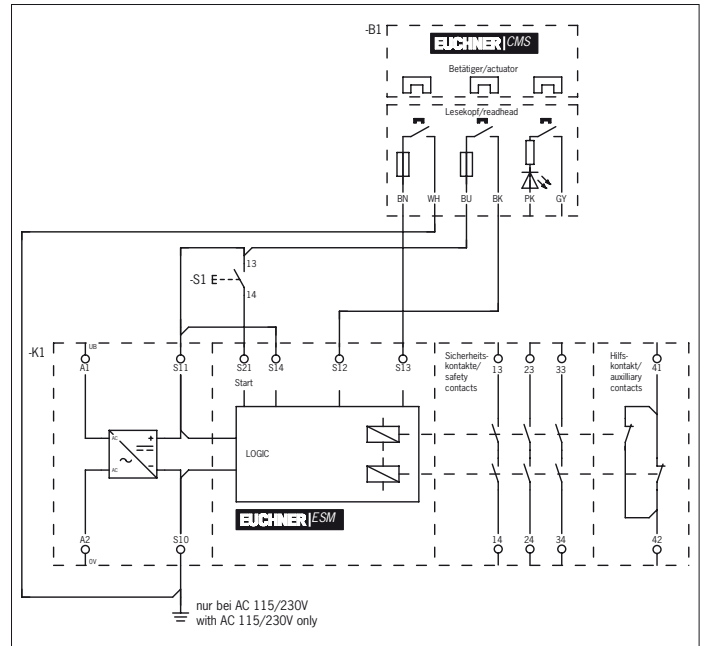 -B1
EUCHNER CMS
Betätiger/actuator
Lesekopf/readhead
BN WH BU BK PK GY
13
-S1
14
-K1
UB
A1 S11 S21 S14 S12 S13
Start
Sicherheits-
kontakte/
safety
contacts
13 23 33
Hilfs-
kontakt/
auxilliary
contacts
41
AC
AC
LOGIC
EUCHNER ESM
A2 S10 14 24 34 42
0V
nur bei AC 115/230V
with AC 115/230V only